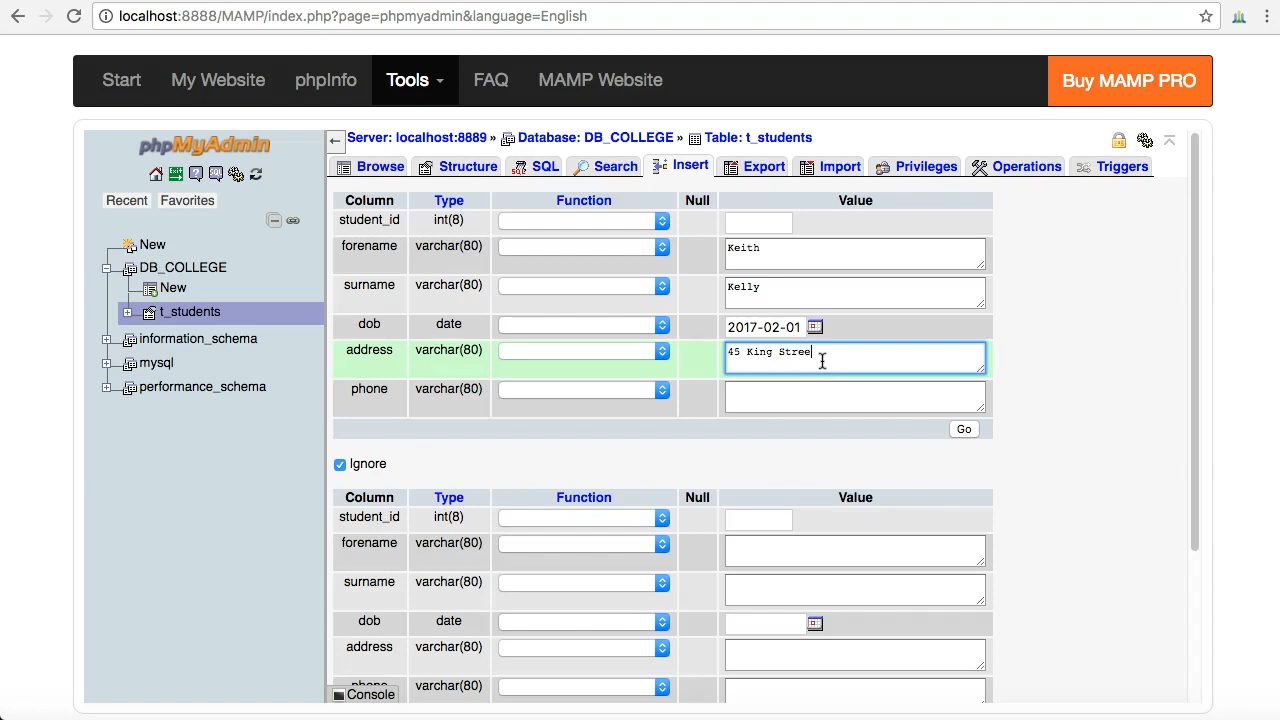 localhost:8888/MAMP/index.php?page=phpmyadmin&language=English
Start My Website phpInfo Tools FAQ MAMP Website Buy MAMP PRO
phpMyAdmin
Recent Favorites
New
DB_COLLEGE
New
t_students
information_schema
mysql
performance_schema
Server: localhost:8889 » Database: DB_COLLEGE » Table: t_students
Browse Structure SQL Search Insert Export Import Privileges Operations Triggers
Column Type Function Null Value
student_id int(8)
forename varchar(80) Keith
surname varchar(80) Kelly
dob date 2017-02-01
address varchar(80) 45 King Stree
phone varchar(80)
Go
Ignore
Column Type Function Null Value
student_id int(8)
forename varchar(80)
surname varchar(80)
dob date
address varchar(80)
phone varchar(80)
Console